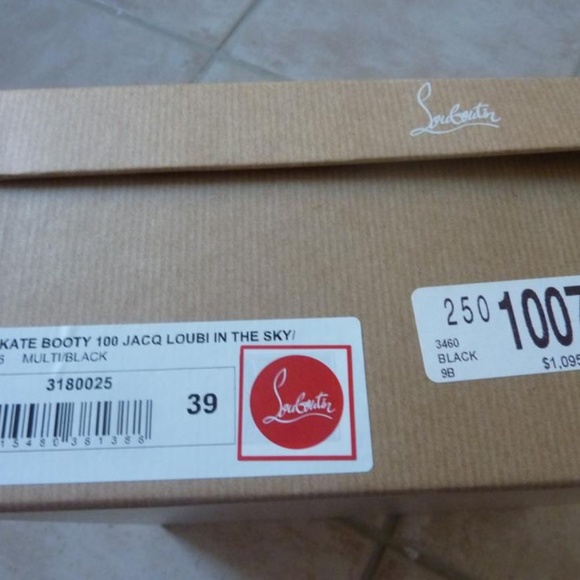 Louboutin
KATE BOOTY 100 JACQ LOUBI IN THE SKY/
MULTI/BLACK
3180025
39
Louboutin
250 1007
3460
BLACK
9B
$1,095